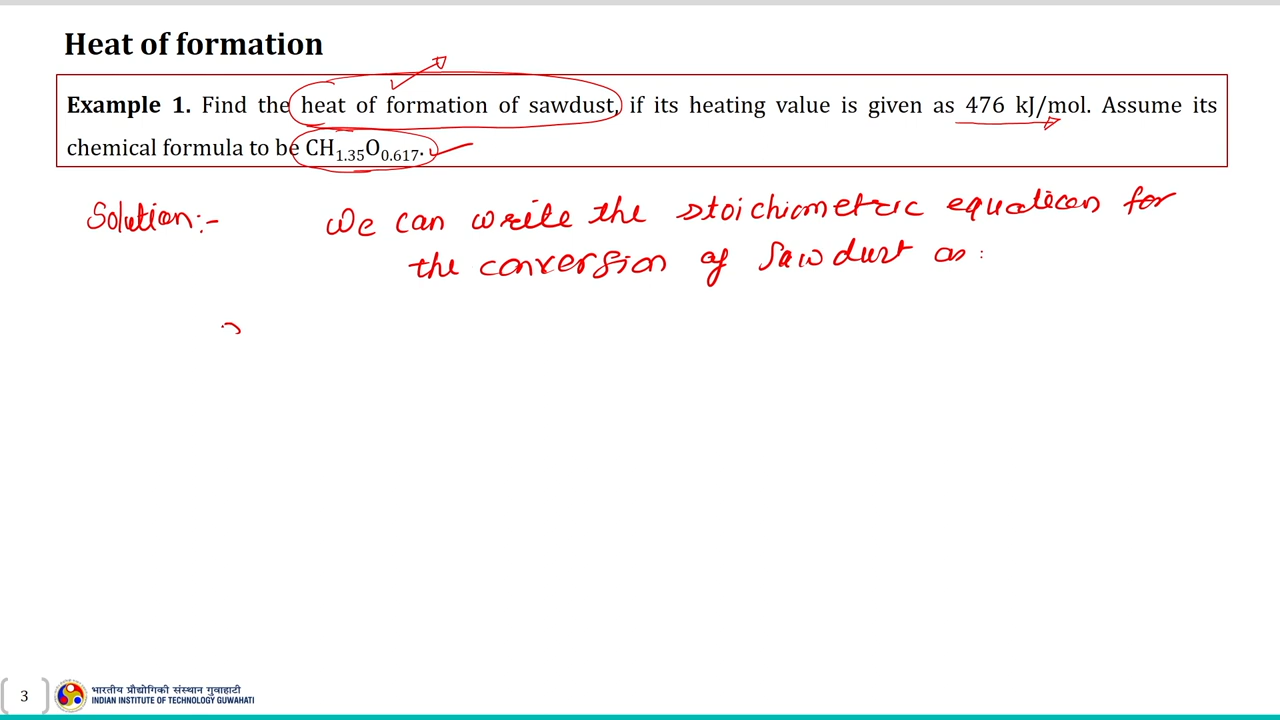 Heat of formation
Example 1. Find the heat of formation of sawdust, if its heating value is given as 476 kJ/mol. Assume its
chemical formula to be CH₁.₃₅O₀.₆₁₇.
Solution:- We can write the stoichiometric equation for
the conversion of sawdust as :
3
भारतीय प्रौद्योगिकी संस्थान गुवाहाटी
INDIAN INSTITUTE OF TECHNOLOGY GUWAHATI